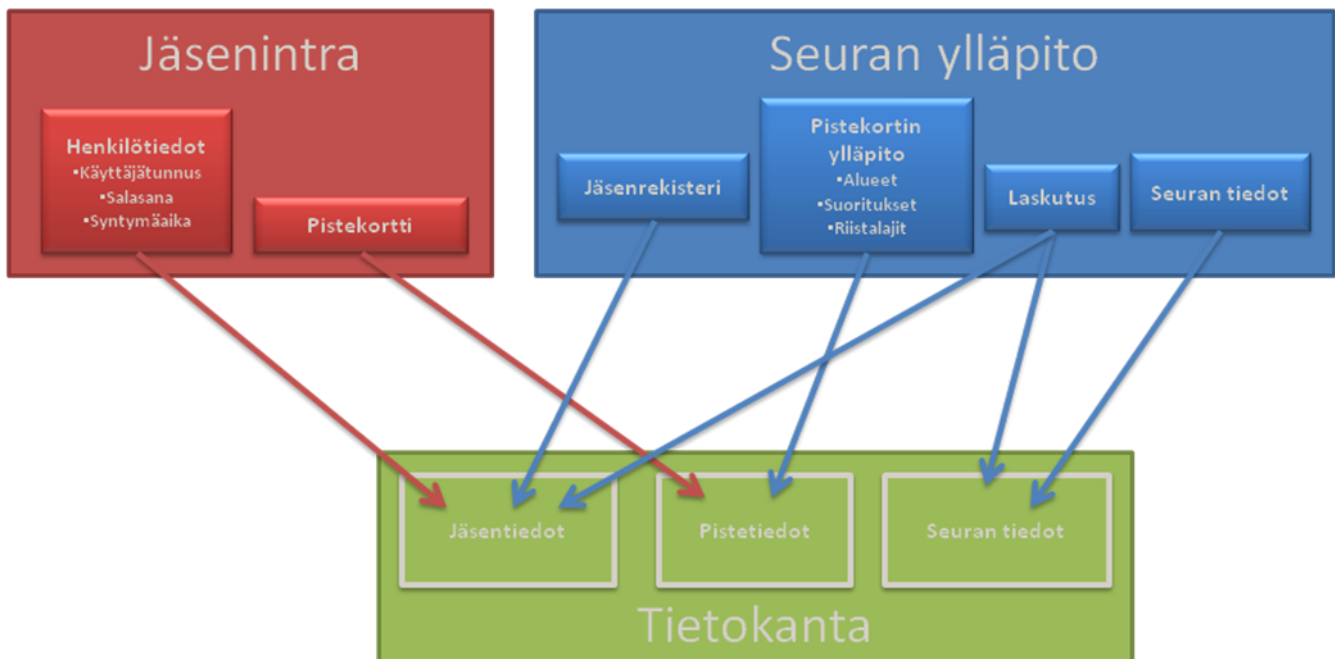 Jäsenintra
Henkilötiedot
▪Käyttäjätunnus
▪Salasana
▪Syntymäaika
Pistekortti
Seuran ylläpito
Jäsenrekisteri
Pistekortin
ylläpito
▪Alueet
▪Suoritukset
▪Riistalajit
Laskutus
Seuran tiedot
Jäsentiedot
Pistetiedot
Seuran tiedot
Tietokanta